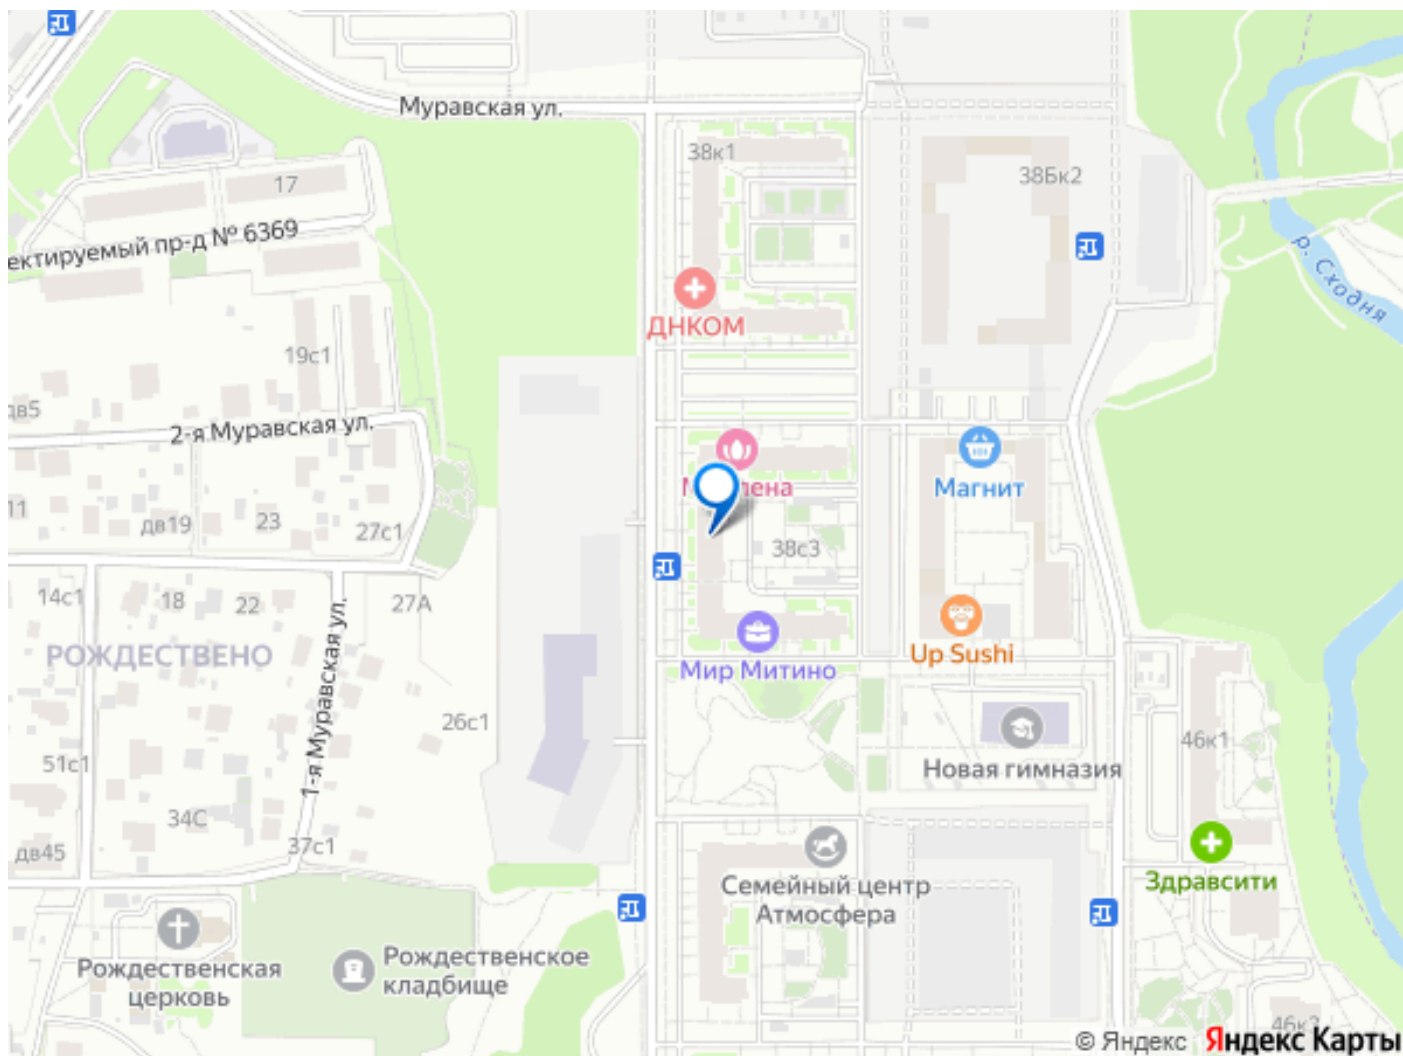 Муравская ул.
38к1
38Бк2
17
ектируемый пр-д № 6369
р. Сходня
ДНКОМ
19с1
дв5
2-я Муравская ул.
Магнит
11
дв19
23
27с1
38с3
14с1
18
22
27А
РОЖДЕСТВЕНО
Up Sushi
Мир Митино
1-я Муравская ул.
26с1
46к1
51с1
Новая гимназия
34С
37с1
дв45
Семейный центр
Атмосфера
Здравсити
Рождественская
церковь
Рождественское
кладбище
46к2
© Яндекс Яндекс Карты